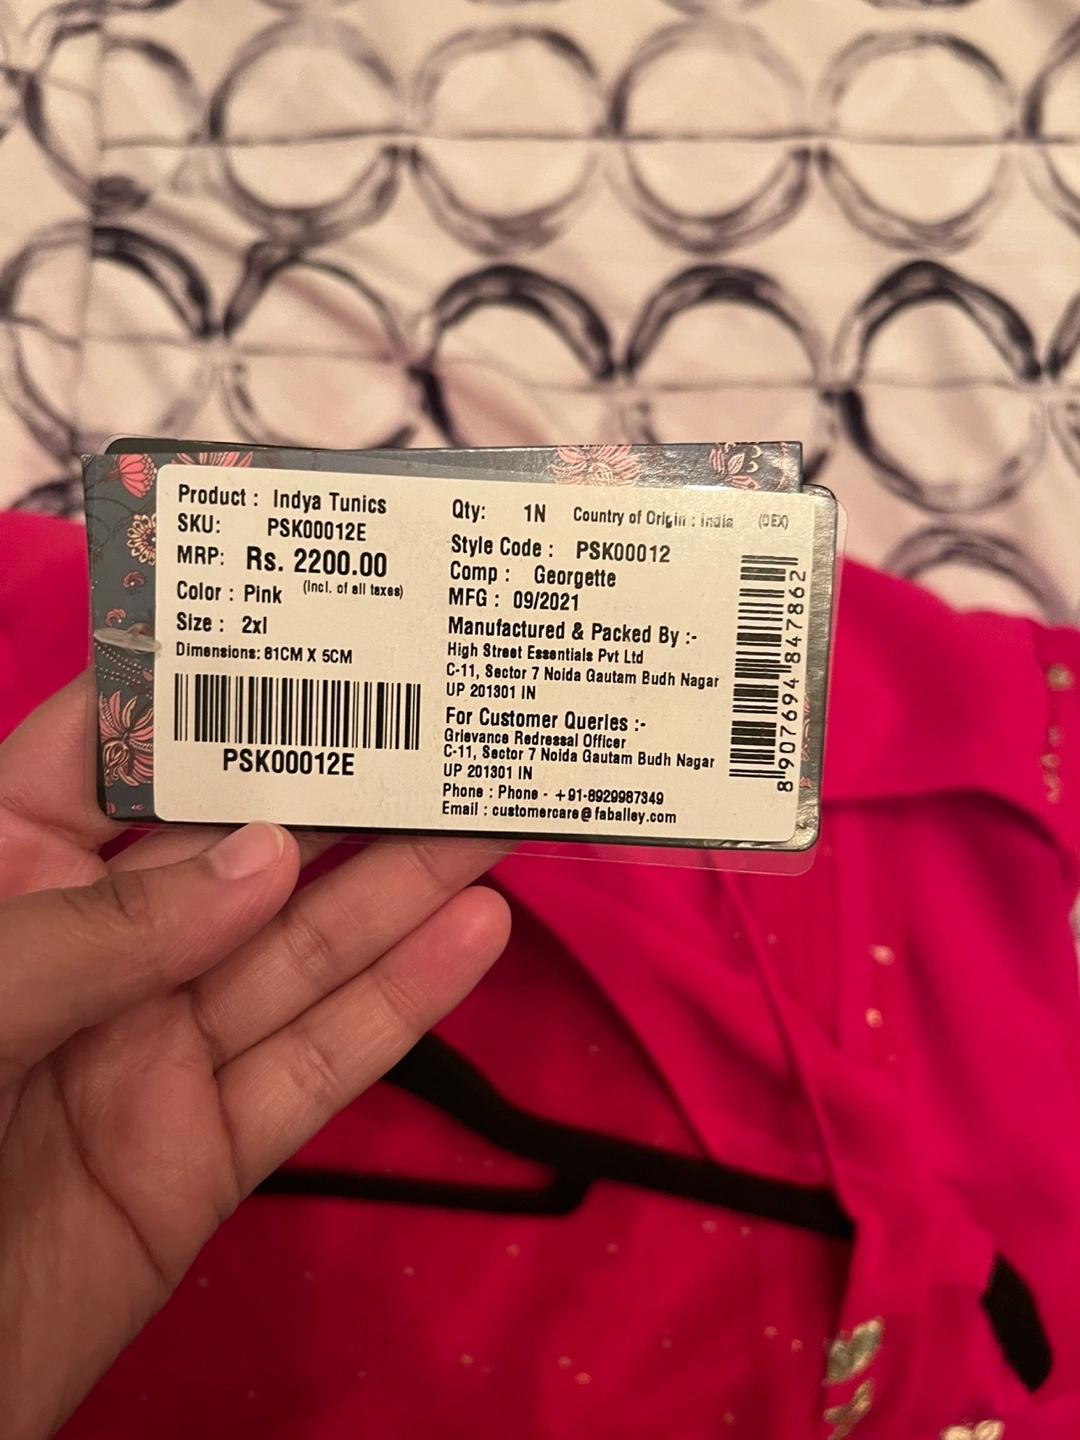 Product : Indya Tunics
SKU: PSK00012E
MRP: Rs. 2200.00
(Incl. of all taxes)
Color : Pink
Size : 2xl
Dimensions: 81CM X 5CM
PSK00012E
Qty: 1N Country of Origin : India (OEX)
Style Code : PSK00012
Comp : Georgette
MFG : 09/2021
Manufactured & Packed By :-
High Street Essentials Pvt Ltd
C-11, Sector 7 Noida Gautam Budh Nagar
UP 201301 IN
For Customer Queries :-
Grievance Redressal Officer
C-11, Sector 7 Noida Gautam Budh Nagar
UP 201301 IN
Phone : Phone - +91-8929987349
Email : customercare@faballey.com
8907694847862